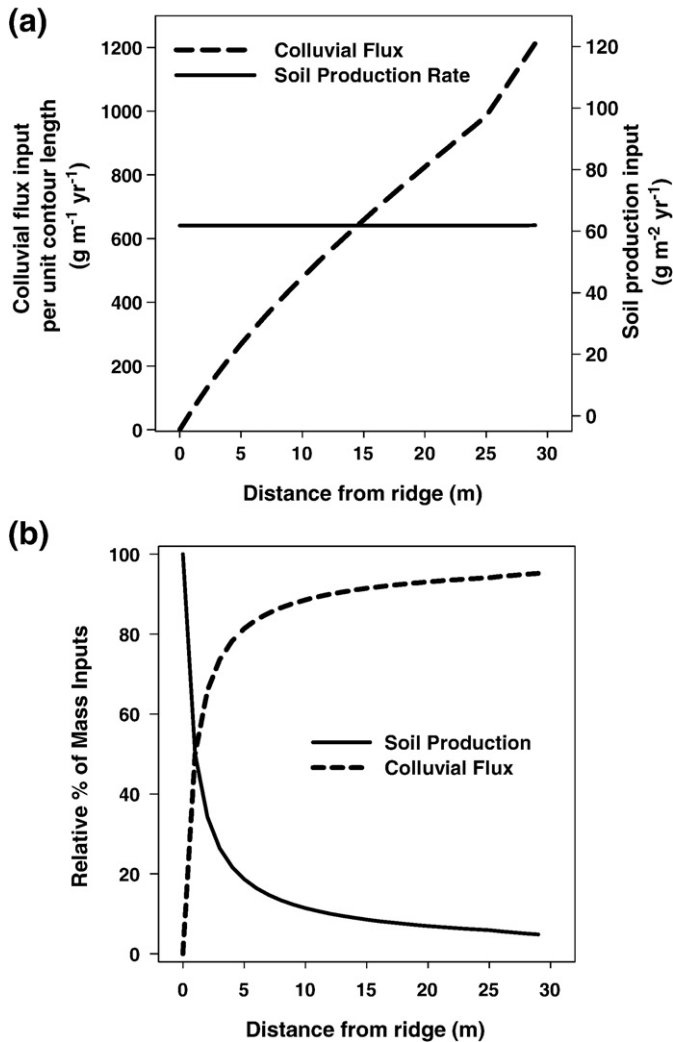 (a)
Colluvial Flux
Soil Production Rate
Colluvial flux input
per unit contour length
(g m⁻¹ yr⁻¹)
1200
1000
800
600
400
200
0
120
100
80
60
40
20
0
Soil production input
(g m⁻² yr⁻¹)
0 5 10 15 20 25 30
Distance from ridge (m)
(b)
Relative % of Mass Inputs
100
80
60
40
20
0
Soil Production
Colluvial Flux
0 5 10 15 20 25 30
Distance from ridge (m)